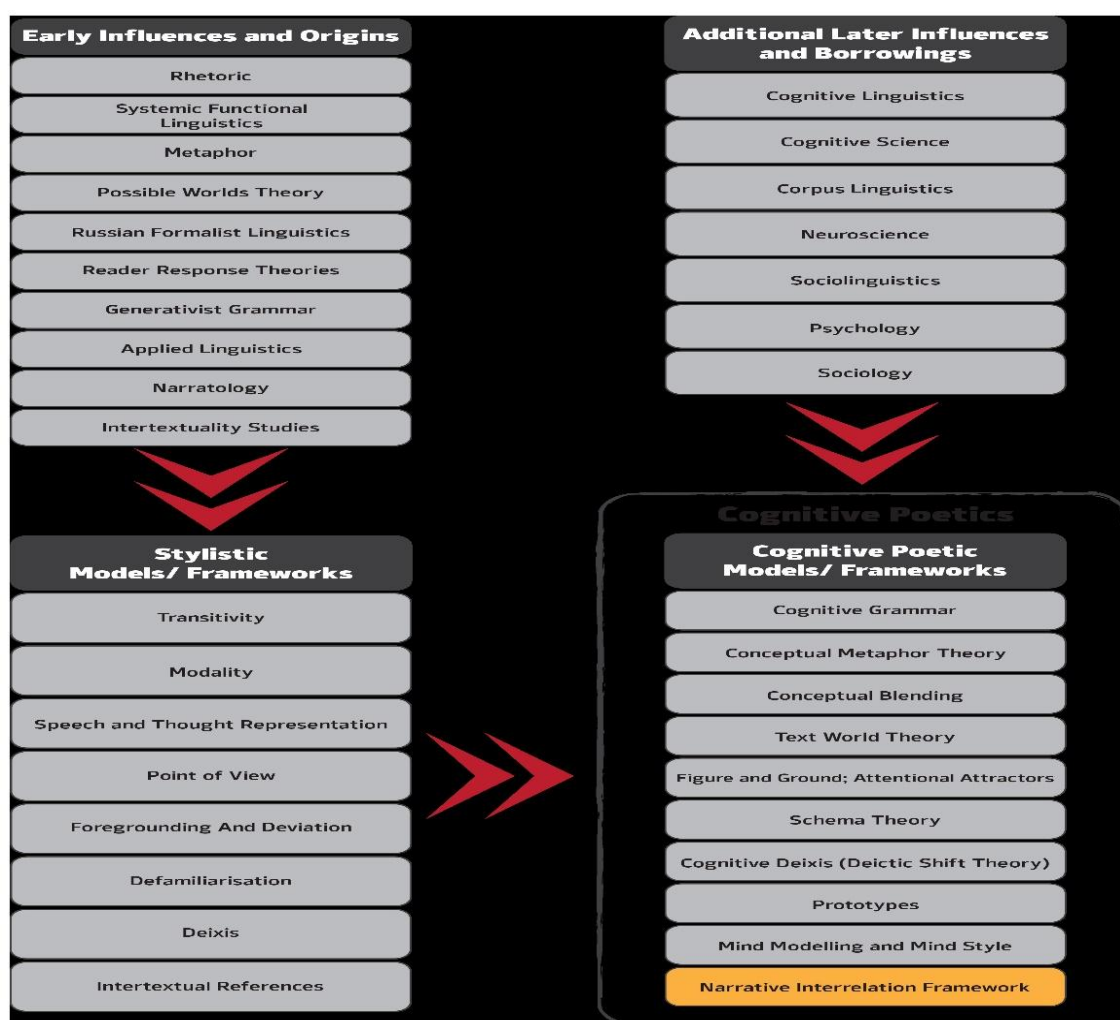 Early Influences and Origins
Rhetoric
Systemic Functional
Linguistics
Metaphor
Possible Worlds Theory
Russian Formalist Linguistics
Reader Response Theories
Generativist Grammar
Applied Linguistics
Narratology
Intertextuality Studies
Additional Later Influences
and Borrowings
Cognitive Linguistics
Cognitive Science
Corpus Linguistics
Neuroscience
Sociolinguistics
Psychology
Sociology
Stylistic
Models/ Frameworks
Transitivity
Modality
Speech and Thought Representation
Point of View
Foregrounding And Deviation
Defamiliarisation
Deixis
Intertextual References
Cognitive Poetics
Cognitive Poetic
Models/ Frameworks
Cognitive Grammar
Conceptual Metaphor Theory
Conceptual Blending
Text World Theory
Figure and Ground; Attentional Attractors
Schema Theory
Cognitive Deixis (Deictic Shift Theory)
Prototypes
Mind Modelling and Mind Style
Narrative Interrelation Framework